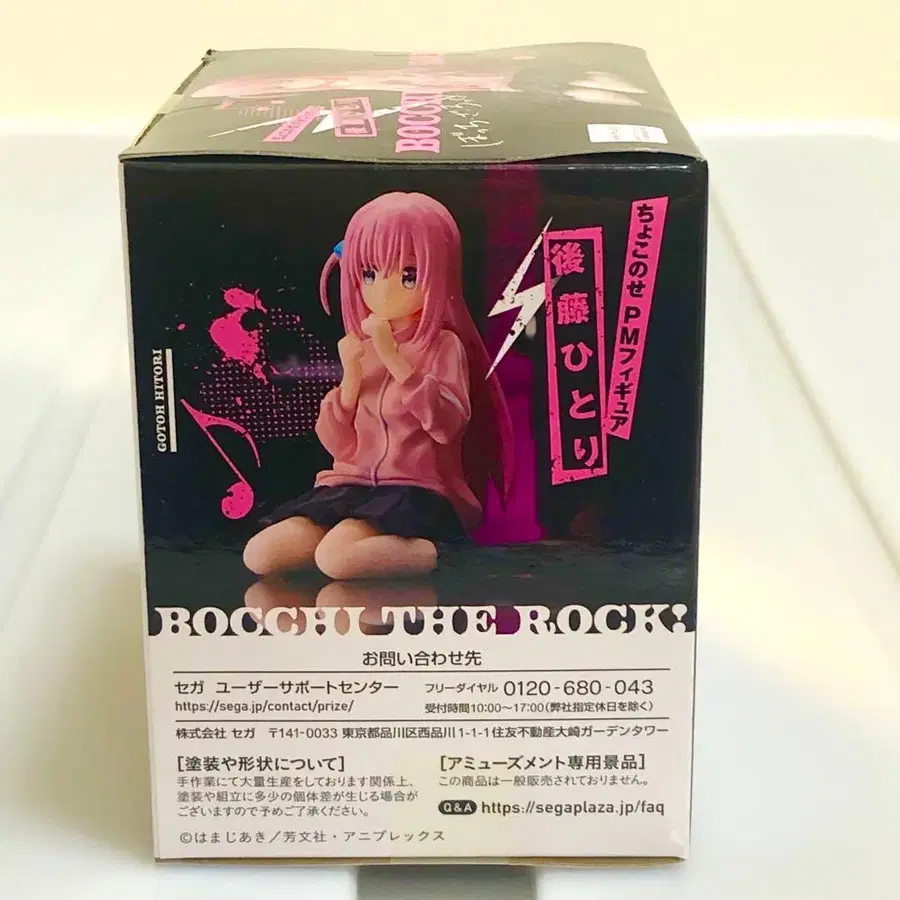 BOCCHI
ぼっち・ざ・ろっく
ちょこのせ PMフィギュア
後藤ひとり
GOTOH HITORI
BOCCHI THE ROCK!
お問い合わせ先
セガ ユーザーサポートセンター
https://sega.jp/contact/prize/
フリーダイヤル 0120-680-043
受付時間10:00〜17:00(弊社指定休日を除く)
株式会社 セガ 〒141-0033 東京都品川区西品川1-1-1住友不動産大崎ガーデンタワー
[塗装や形状について]
手作業にて大量生産をしております関係上、
塗装や組立に多少の個体差が生じる場合が
ございますので予めご了承ください。
[アミューズメント専用景品]
この商品は一般販売されておりません。
Q&A https://segaplaza.jp/faq
©はまじあき/芳文社・アニプレックス